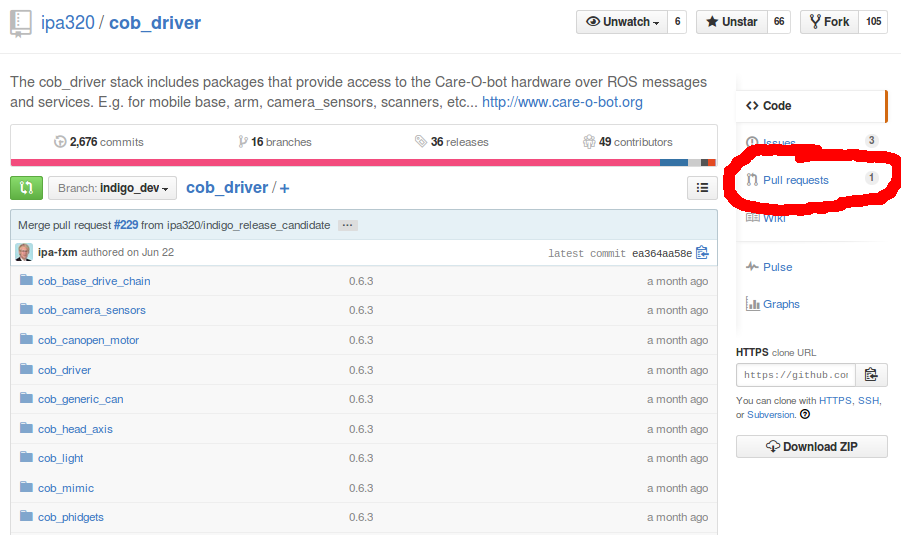 ipa320 / cob_driver
Unwatch 6
Unstar 66
Fork 105
The cob_driver stack includes packages that provide access to the Care-O-bot hardware over ROS messages
and services. E.g. for mobile base, arm, camera_sensors, scanners, etc... http://www.care-o-bot.org
2,676 commits
16 branches
36 releases
49 contributors
Branch: indigo_dev
cob_driver / +
Merge pull request #229 from ipa320/indigo_release_candidate ...
ipa-fxm authored on Jun 22
latest commit ea364aa58e
cob_base_drive_chain 0.6.3 a month ago
cob_camera_sensors 0.6.3 a month ago
cob_canopen_motor 0.6.3 a month ago
cob_driver 0.6.3 a month ago
cob_generic_can 0.6.3 a month ago
cob_head_axis 0.6.3 a month ago
cob_light 0.6.3 a month ago
cob_mimic 0.6.3 a month ago
cob_phidgets 0.6.3 a month ago
<> Code
Issues 3
Pull requests 1
Wiki
Pulse
Graphs
HTTPS clone URL
https://github.co
You can clone with HTTPS, SSH,
or Subversion.
Download ZIP